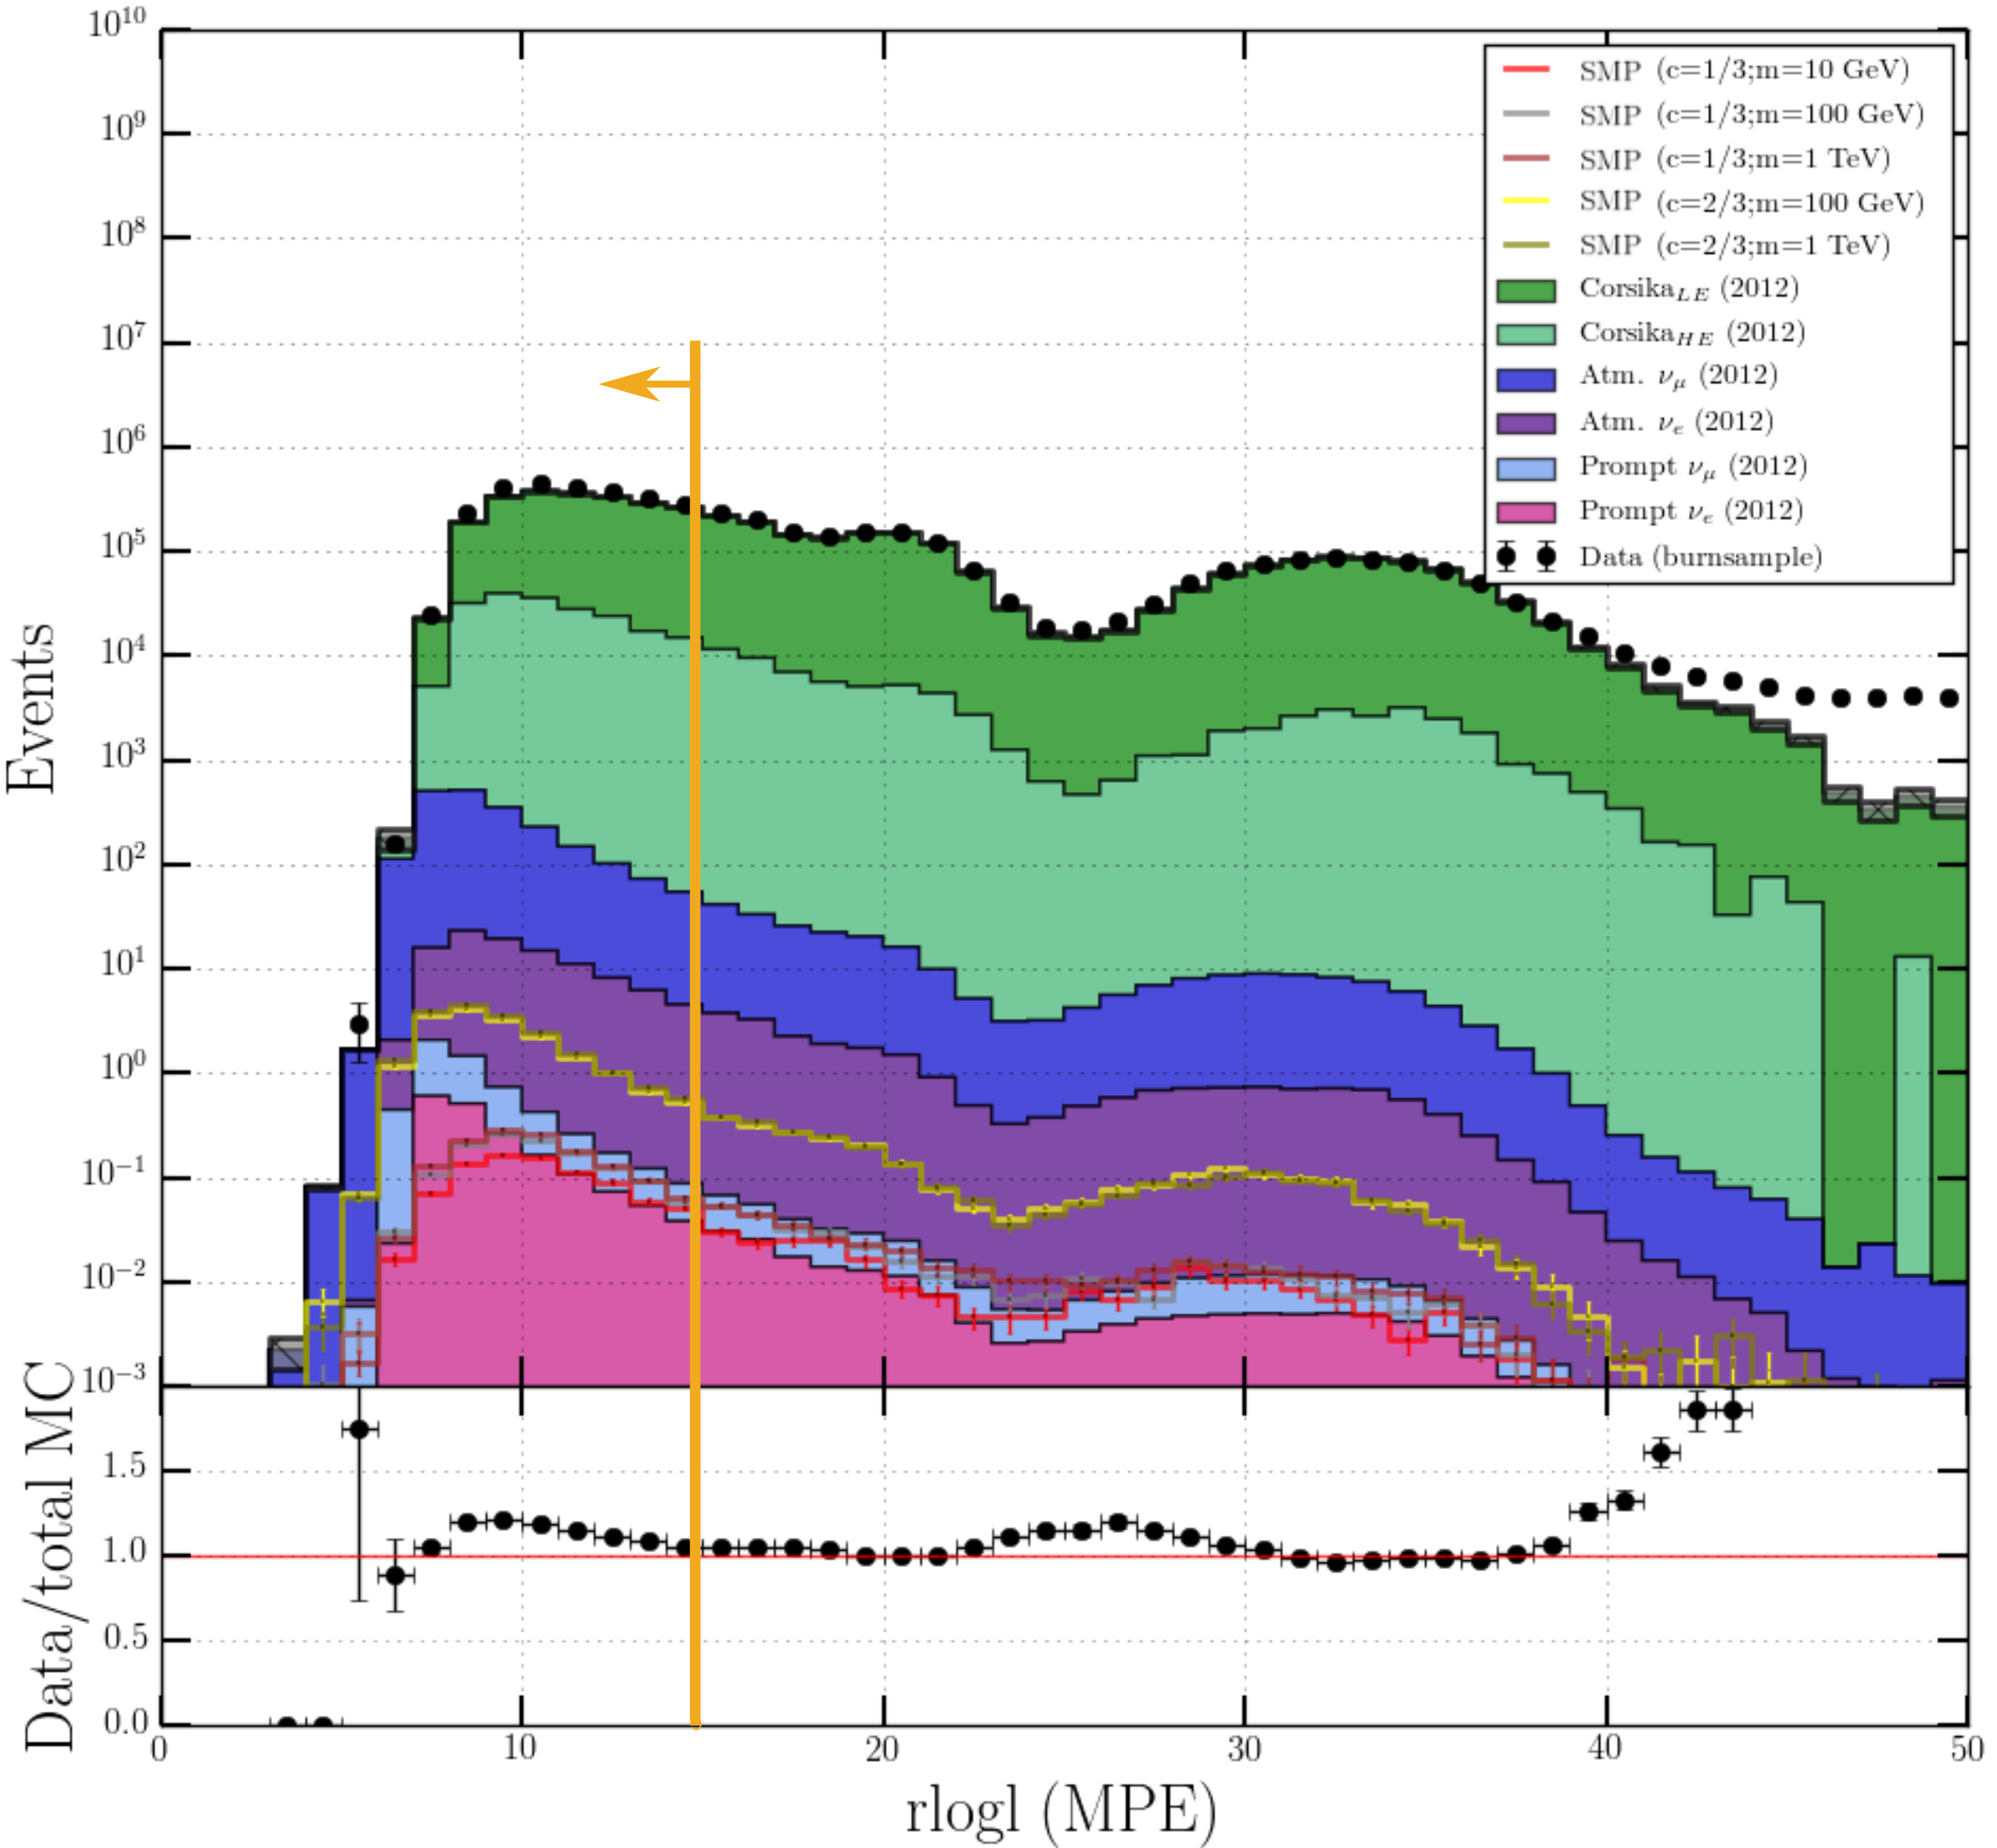 10^10
10^9
10^8
10^7
10^6
10^5
10^4
10^3
10^2
10^1
10^0
10^−1
10^−2
10^−3
Events
SMP (c=1/3;m=10 GeV)
SMP (c=1/3;m=100 GeV)
SMP (c=1/3;m=1 TeV)
SMP (c=2/3;m=100 GeV)
SMP (c=2/3;m=1 TeV)
Corsika_LE (2012)
Corsika_HE (2012)
Atm. ν_μ (2012)
Atm. ν_e (2012)
Prompt ν_μ (2012)
Prompt ν_e (2012)
Data (burnsample)
1.5
1.0
0.5
0.0
Data/total MC
0 10 20 30 40 50
rlogl (MPE)